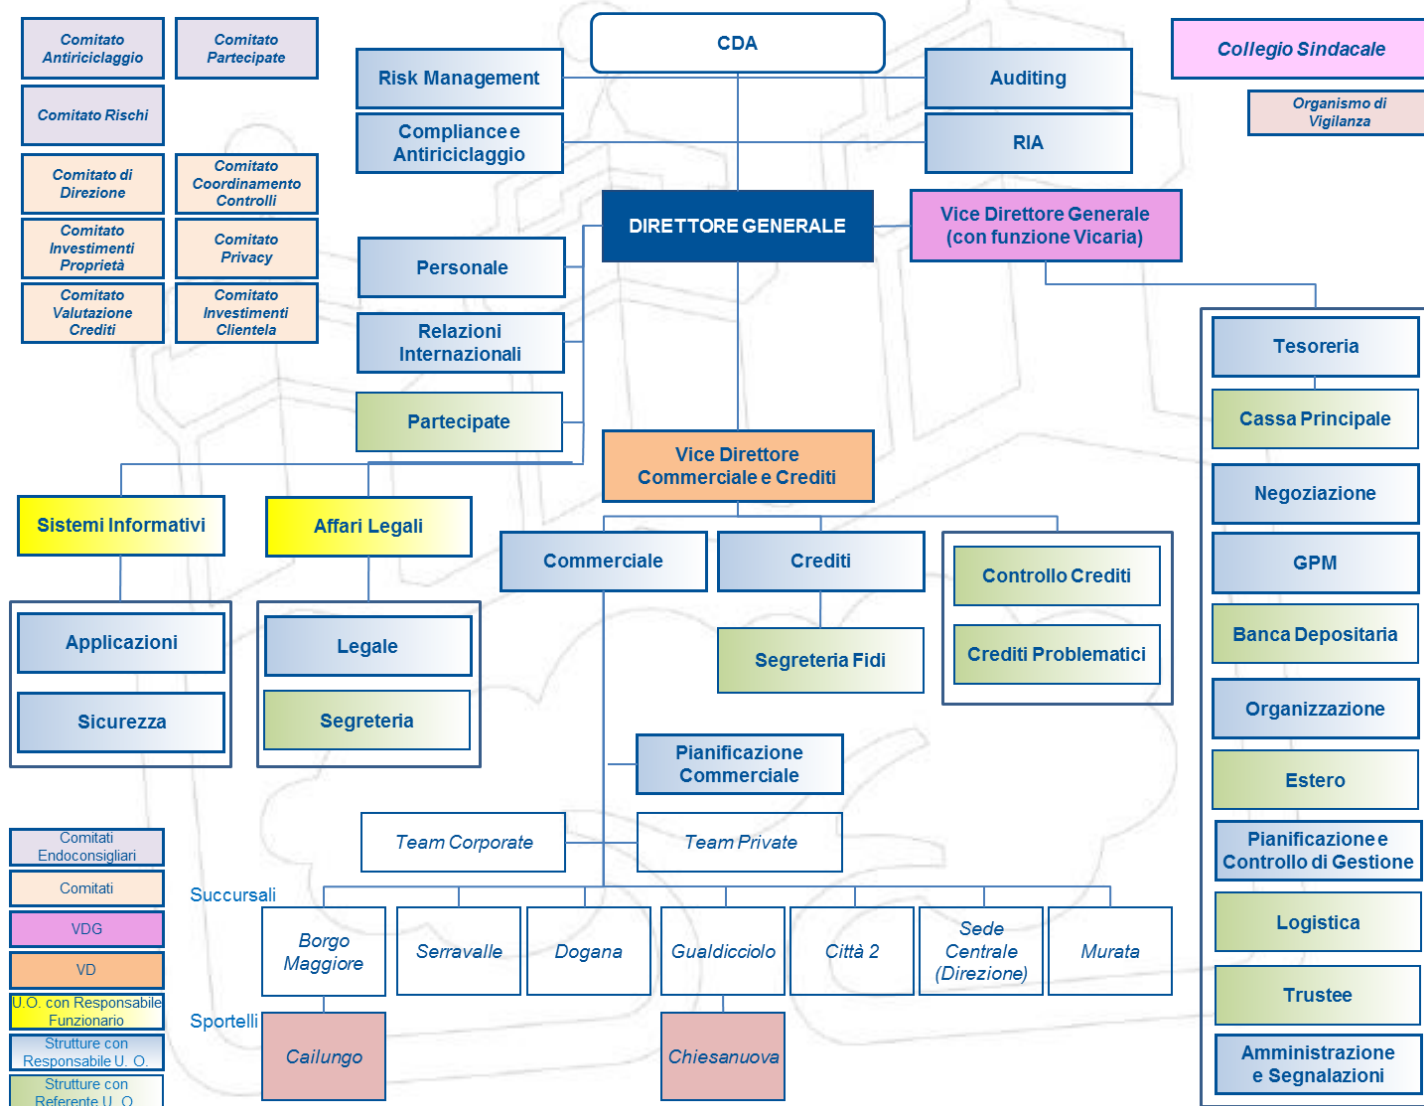 Comitato
Antiriciclaggio
Comitato
Partecipate
Comitato Rischi
Comitato di
Direzione
Comitato
Coordinamento
Controlli
Comitato
Investimenti
Proprietà
Comitato
Privacy
Comitato
Valutazione
Crediti
Comitato
Investimenti
Clientela
CDA
Risk Management
Auditing
Compliance e
Antiriciclaggio
RIA
Collegio Sindacale
Organismo di
Vigilanza
DIRETTORE GENERALE
Vice Direttore Generale
(con funzione Vicaria)
Personale
Relazioni
Internazionali
Partecipate
Vice Direttore
Commerciale e Crediti
Sistemi Informativi
Affari Legali
Commerciale
Crediti
Controllo Crediti
Crediti Problematici
Applicazioni
Sicurezza
Legale
Segreteria
Segreteria Fidi
Pianificazione
Commerciale
Team Corporate
Team Private
Tesoreria
Cassa Principale
Negoziazione
GPM
Banca Depositaria
Organizzazione
Estero
Pianificazione e
Controllo di Gestione
Logistica
Trustee
Amministrazione
e Segnalazioni
Succursali
Borgo
Maggiore
Serravalle
Dogana
Gualdicciolo
Città 2
Sede
Centrale
(Direzione)
Murata
Sportelli
Cailungo
Chiesanuova
Comitati
Endoconsigliari
Comitati
VDG
VD
U.O. con Responsabile
Funzionario
Strutture con
Responsabile U. O.
Strutture con
Referente U. O.